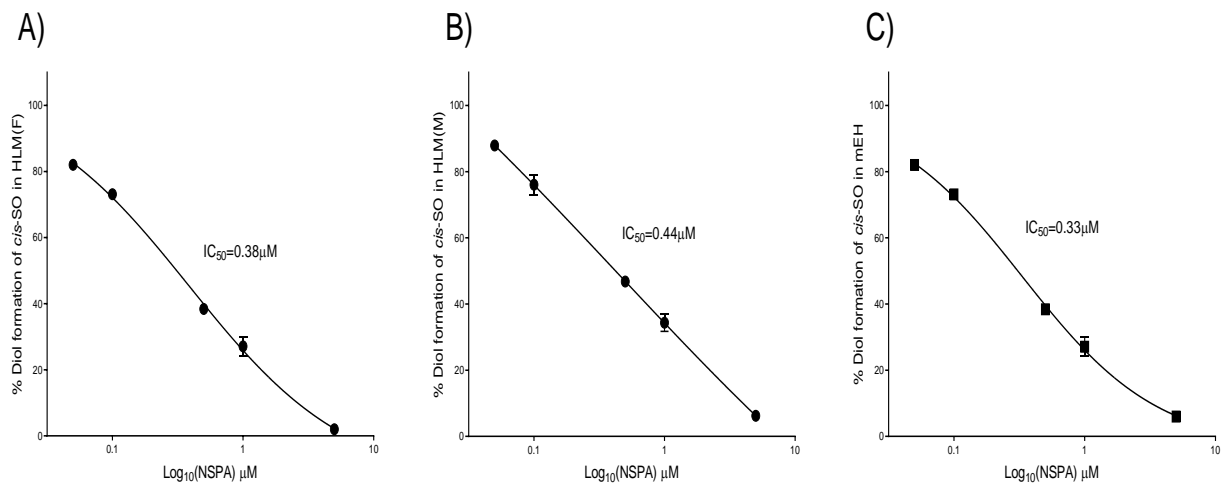 A)
% Diol formation of cis-SO in HLM(F)
100
80
60
40
20
0
IC50=0.38μM
0.1
1
10
Log10(NSPA) μM
B)
% Diol formation of cis-SO in HLM(M)
100
80
60
40
20
0
IC50=0.44μM
0.1
1
10
Log10(NSPA) μM
C)
% Diol formation of cis-SO in mEH
100
80
60
40
20
0
IC50=0.33μM
0.1
1
10
Log10(NSPA) μM